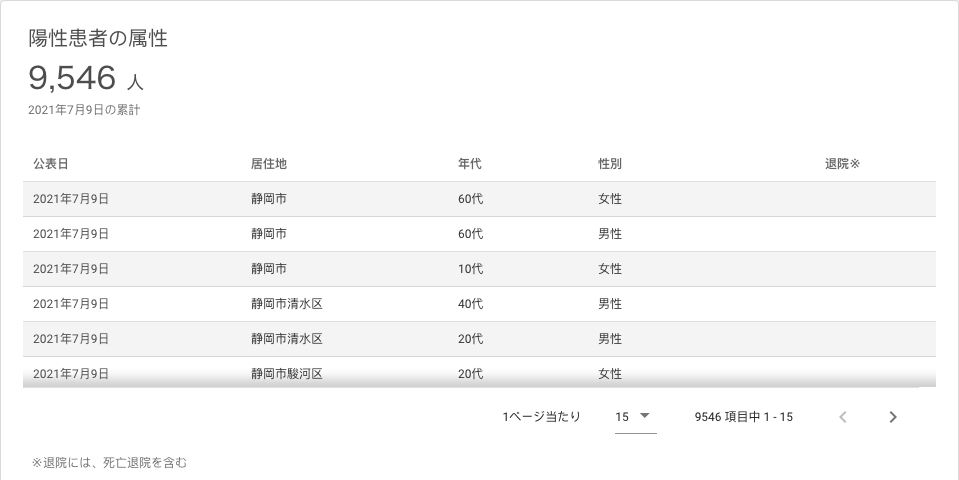 陽性患者の属性
9,546 人
2021年7月9日の累計
公表日 居住地 年代 性別 退院※
2021年7月9日 静岡市 60代 女性
2021年7月9日 静岡市 60代 男性
2021年7月9日 静岡市 10代 女性
2021年7月9日 静岡市清水区 40代 男性
2021年7月9日 静岡市清水区 20代 男性
2021年7月9日 静岡市駿河区 20代 女性
1ページ当たり 15 9546 項目中 1 - 15
※退院には、死亡退院を含む